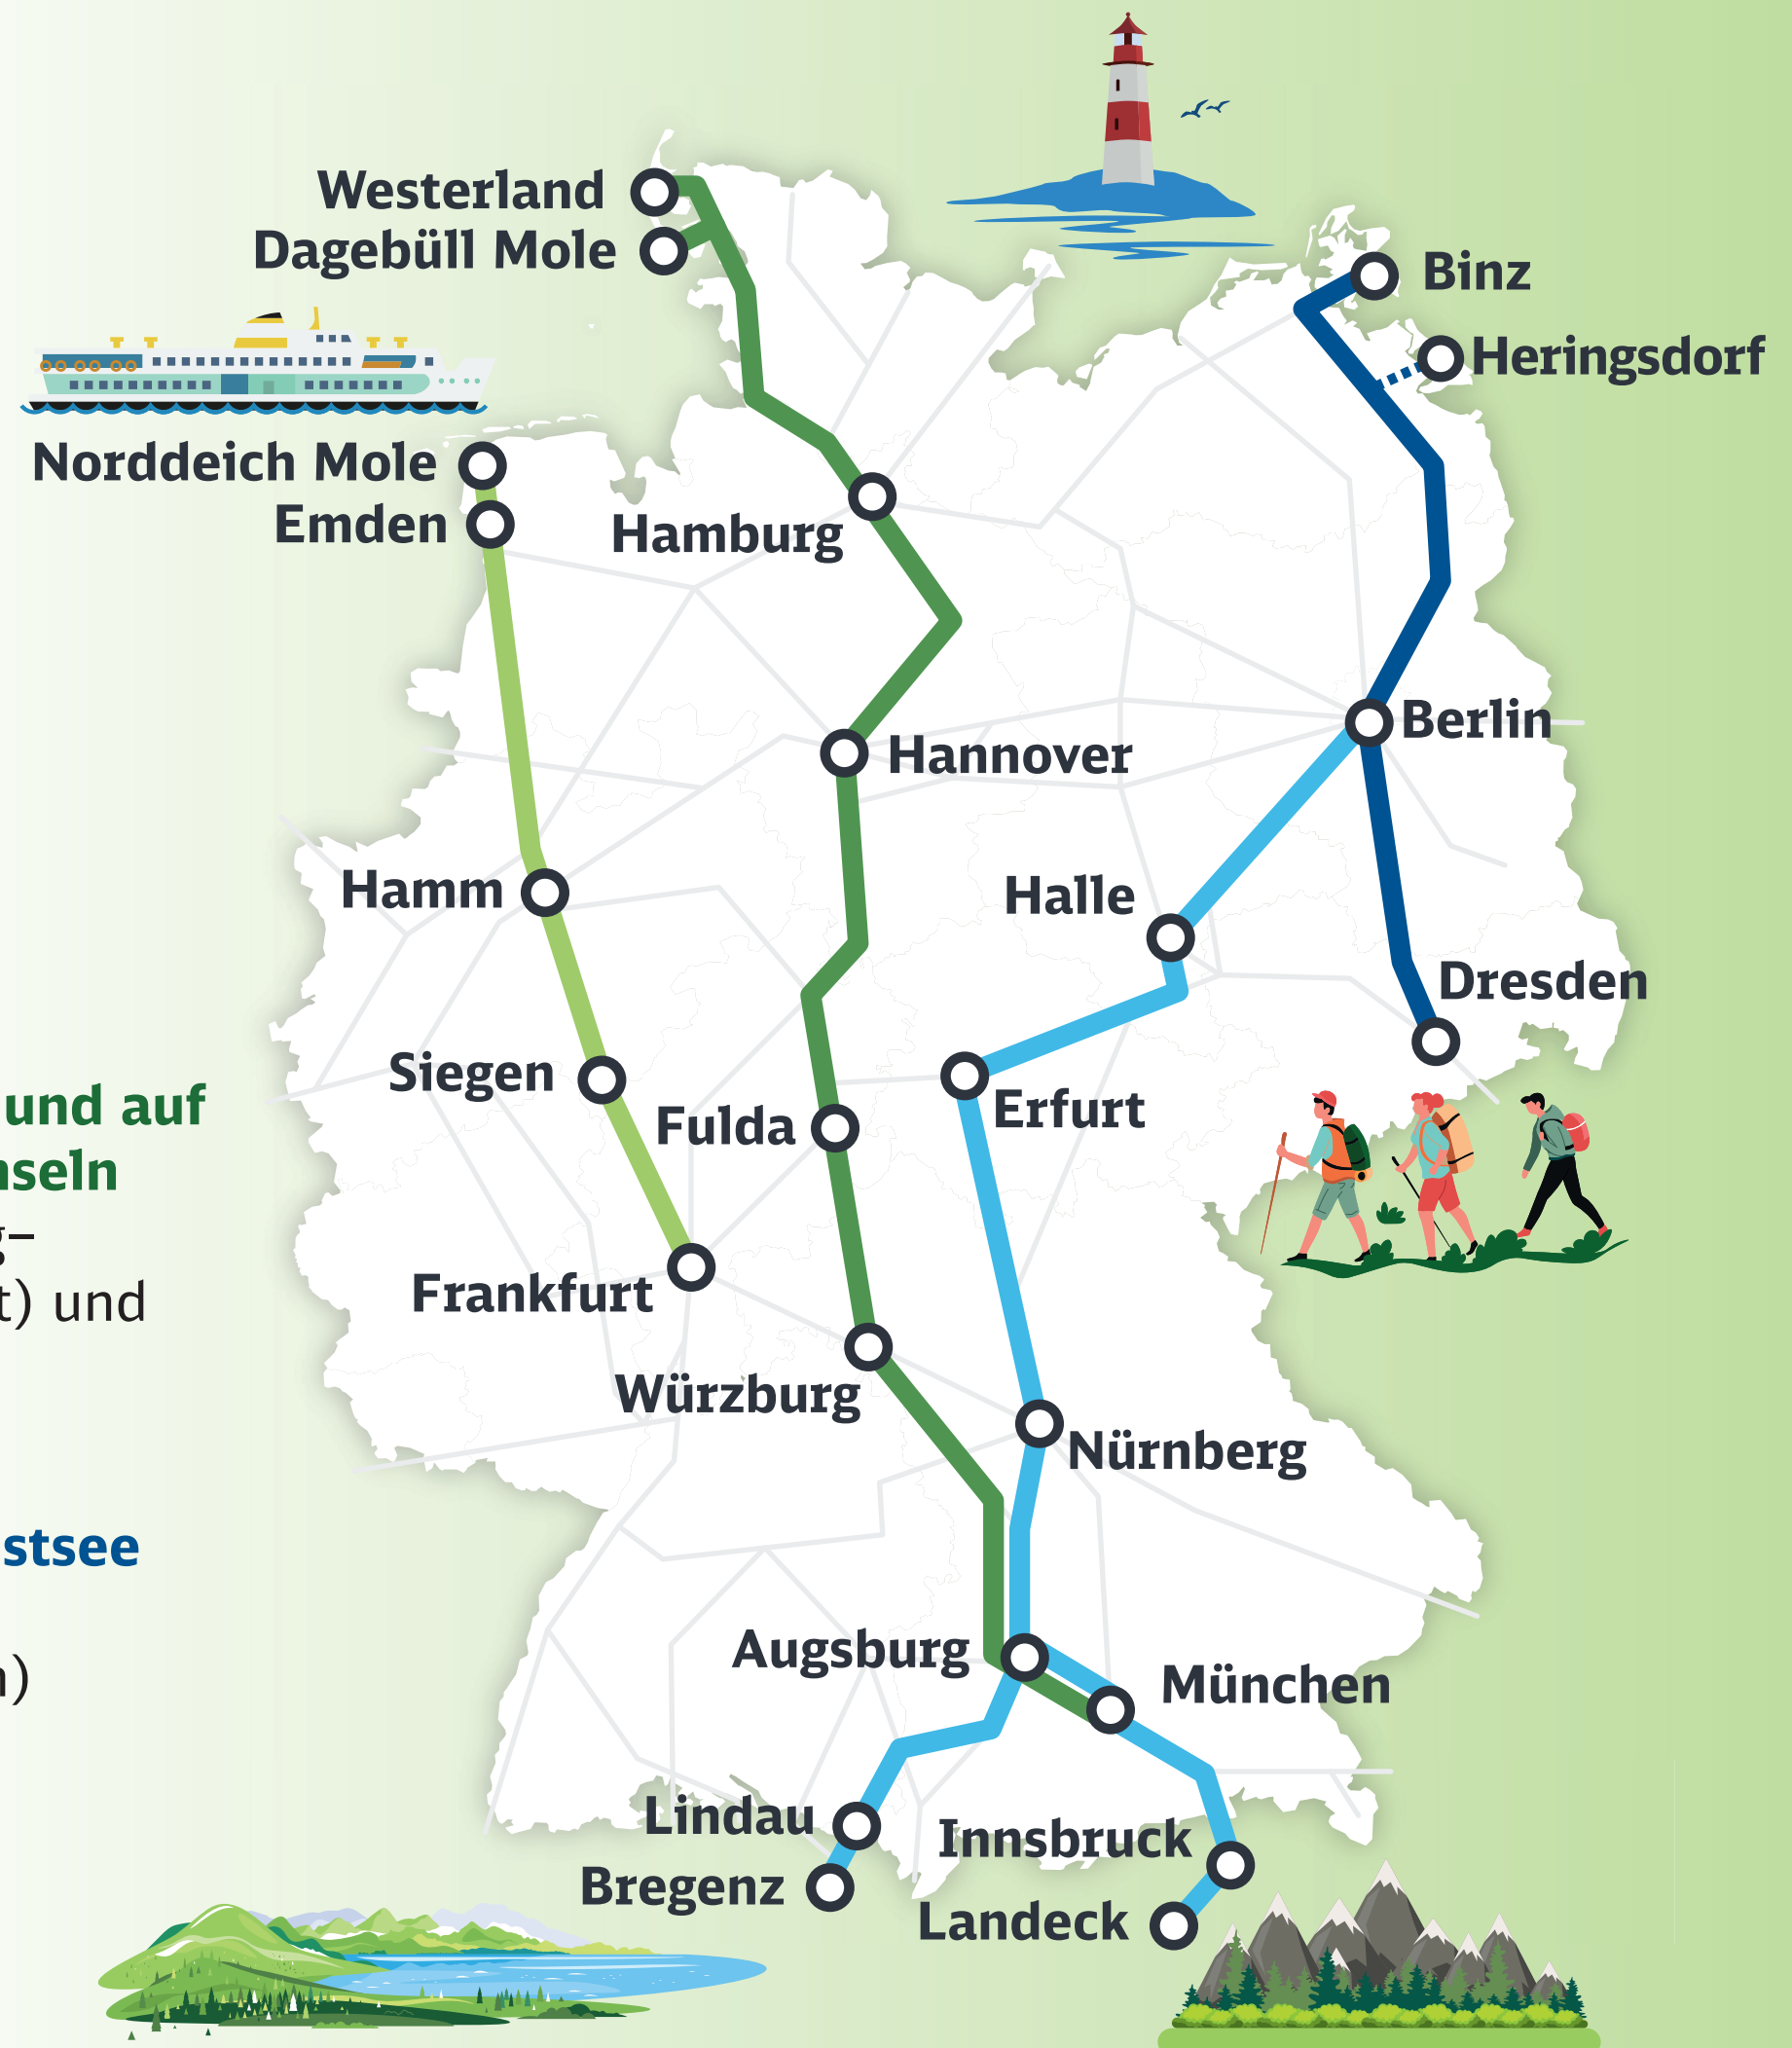 Westerland
Dagebüll Mole
Binz
Heringsdorf
Norddeich Mole
Emden
Hamburg
Berlin
Hannover
Hamm
Halle
Dresden
Siegen
und auf
Erfurt
Fulda
Frankfurt
t) und
Würzburg
Nürnberg
stsee
Augsburg
München
Lindau
Innsbruck
Bregenz
Landeck